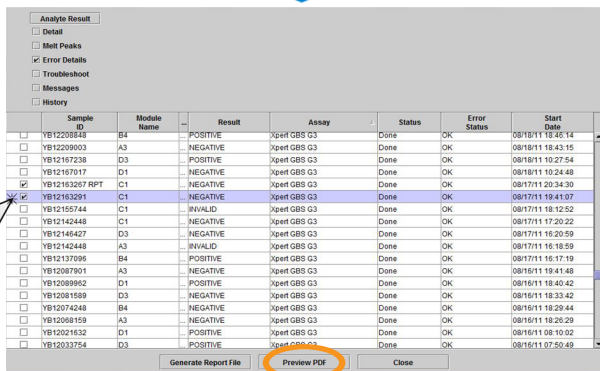 Analyte Result
Detail
Melt Peaks
Error Details
Troubleshoot
Messages
History
Sample ID Module Name ... Result Assay Status Error Status Start Date
YB12208848 B4 ... POSITIVE Xpert GBS G3 Done OK 08/18/11 18:46:14
YB12209003 A3 ... NEGATIVE Xpert GBS G3 Done OK 08/18/11 18:43:15
YB12167238 D3 ... POSITIVE Xpert GBS G3 Done OK 08/18/11 10:27:54
YB12167017 D1 ... NEGATIVE Xpert GBS G3 Done OK 08/18/11 10:24:48
YB12163267 RPT C1 ... NEGATIVE Xpert GBS G3 Done OK 08/17/11 20:34:30
YB12163291 C1 ... NEGATIVE Xpert GBS G3 Done OK 08/17/11 19:41:07
YB12155744 C1 ... INVALID Xpert GBS G3 Done OK 08/17/11 18:12:52
YB12142448 C1 ... NEGATIVE Xpert GBS G3 Done OK 08/17/11 17:20:22
YB12146427 D3 ... NEGATIVE Xpert GBS G3 Done OK 08/16/11 16:20:59
YB12142448 A3 ... INVALID Xpert GBS G3 Done OK 08/17/11 16:18:59
YB12137096 B4 ... POSITIVE Xpert GBS G3 Done OK 08/17/11 16:17:19
YB12087901 A3 ... NEGATIVE Xpert GBS G3 Done OK 08/16/11 19:41:48
YB12089962 D1 ... POSITIVE Xpert GBS G3 Done OK 08/16/11 18:40:42
YB12081589 D3 ... NEGATIVE Xpert GBS G3 Done OK 08/16/11 18:33:42
YB12074248 B4 ... NEGATIVE Xpert GBS G3 Done OK 08/16/11 18:29:44
YB12068159 A3 ... NEGATIVE Xpert GBS G3 Done OK 08/16/11 18:26:29
YB12021632 D1 ... POSITIVE Xpert GBS G3 Done OK 08/16/11 08:10:02
YB12033754 D3 ... POSITIVE Xpert GBS G3 Done OK 08/16/11 07:50:49
Generate Report File Preview PDF Close